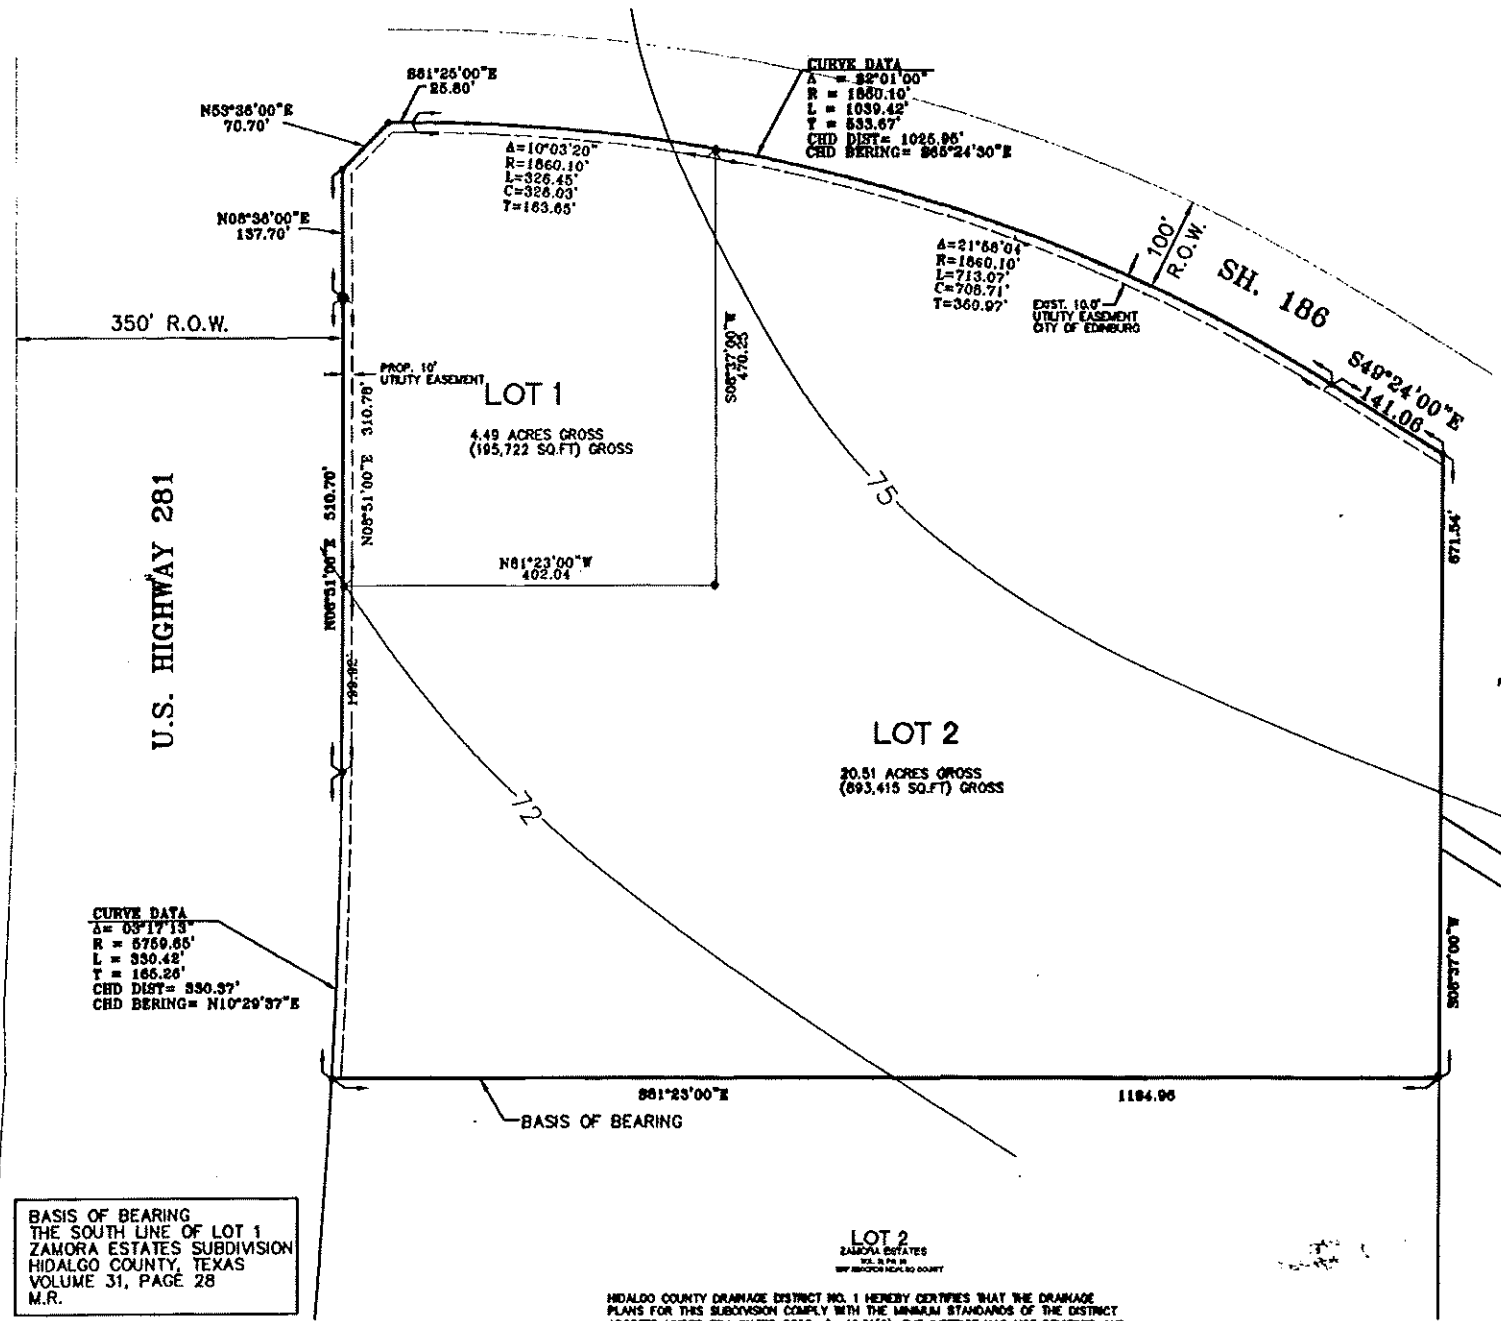 S81°25'00"E
25.80'
N53°36'00"E
70.70'
CURVE DATA
Δ = 32°01'00"
R = 1860.10'
L = 1039.42'
T = 533.67'
CHD DIST= 1025.95'
CHD BERING= S65°24'30"E
Δ=10°03'20"
R=1860.10'
L=326.45'
C=326.03'
T=163.65'
N08°36'00"E
137.70'
100'
R.O.W.
SH. 186
Δ=21°58'04"
R=1860.10'
L=713.07'
C=708.71'
T=360.97'
EXIST. 10.0'
UTILITY EASEMENT
CITY OF EDINBURG
350' R.O.W.
S49°24'00"E
141.06
PROP. 10'
UTILITY EASEMENT
S08°37'00"W
470.25
LOT 1
4.49 ACRES GROSS
(195,722 SQ.FT) GROSS
N08°51'00"E 310.78'
N08°51'00"E 510.70'
U.S. HIGHWAY 281
75
671.54'
N81°23'00"W
402.04
199.92'
LOT 2
20.51 ACRES GROSS
(893,415 SQ.FT) GROSS
72
CURVE DATA
Δ= 03°17'13"
R = 5759.65'
L = 330.42'
T = 165.26'
CHD DIST= 330.37'
CHD BERING= N10°29'37"E
S08°37'00"W
S81°23'00"E
1184.96
BASIS OF BEARING
BASIS OF BEARING
THE SOUTH LINE OF LOT 1
ZAMORA ESTATES SUBDIVISION
HIDALGO COUNTY, TEXAS
VOLUME 31, PAGE 28
M.R.
LOT 2
ZAMORA ESTATES
HIDALGO COUNTY DRAINAGE DISTRICT NO. 1 HEREBY CERTIFIES THAT THE DRAINAGE
PLANS FOR THIS SUBDIVISION COMPLY WITH THE MINIMUM STANDARDS OF THE DISTRICT